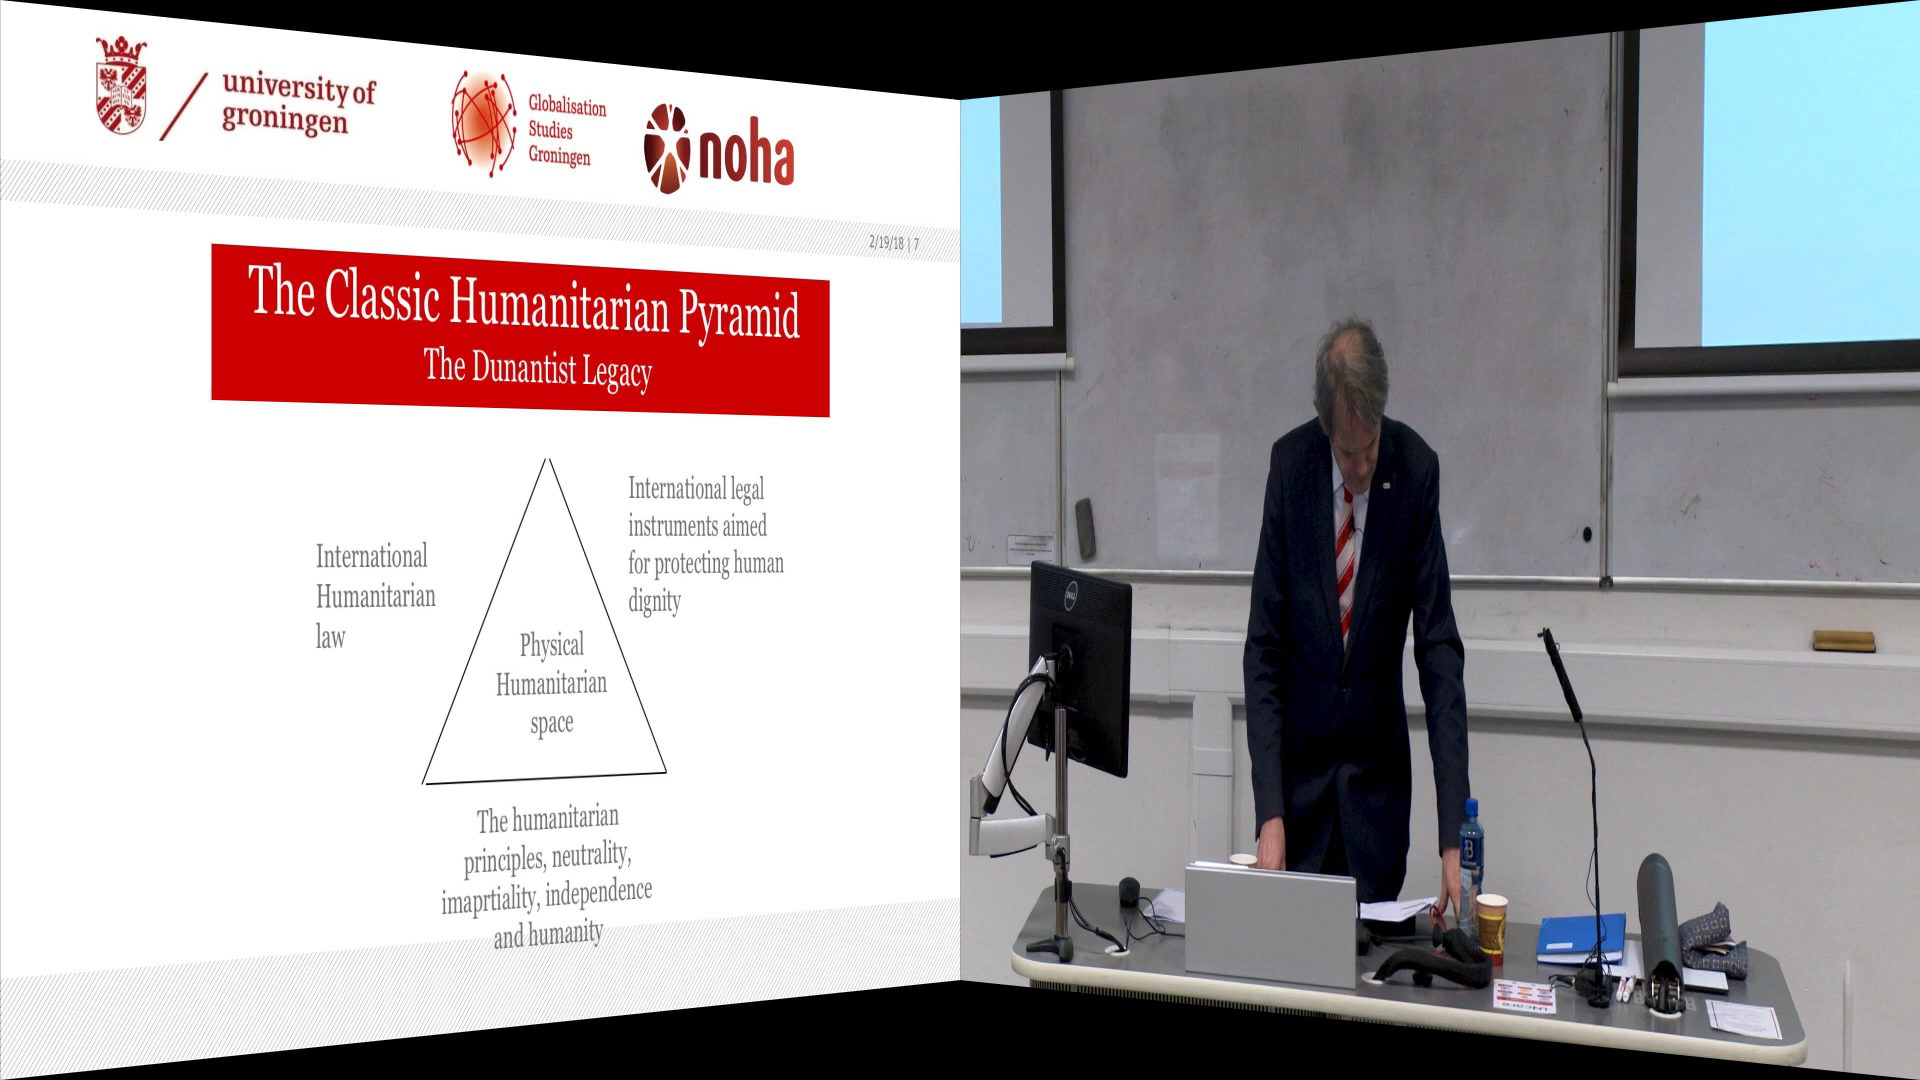 university of
groningen
Globalisation
Studies
Groningen
noha
2/19/18 | 7
The Classic Humanitarian Pyramid
The Dunantist Legacy
International
Humanitarian
law
International legal
instruments aimed
for protecting human
dignity
Physical
Humanitarian
space
The humanitarian
principles, neutrality,
imaprtiality, independence
and humanity
DELL